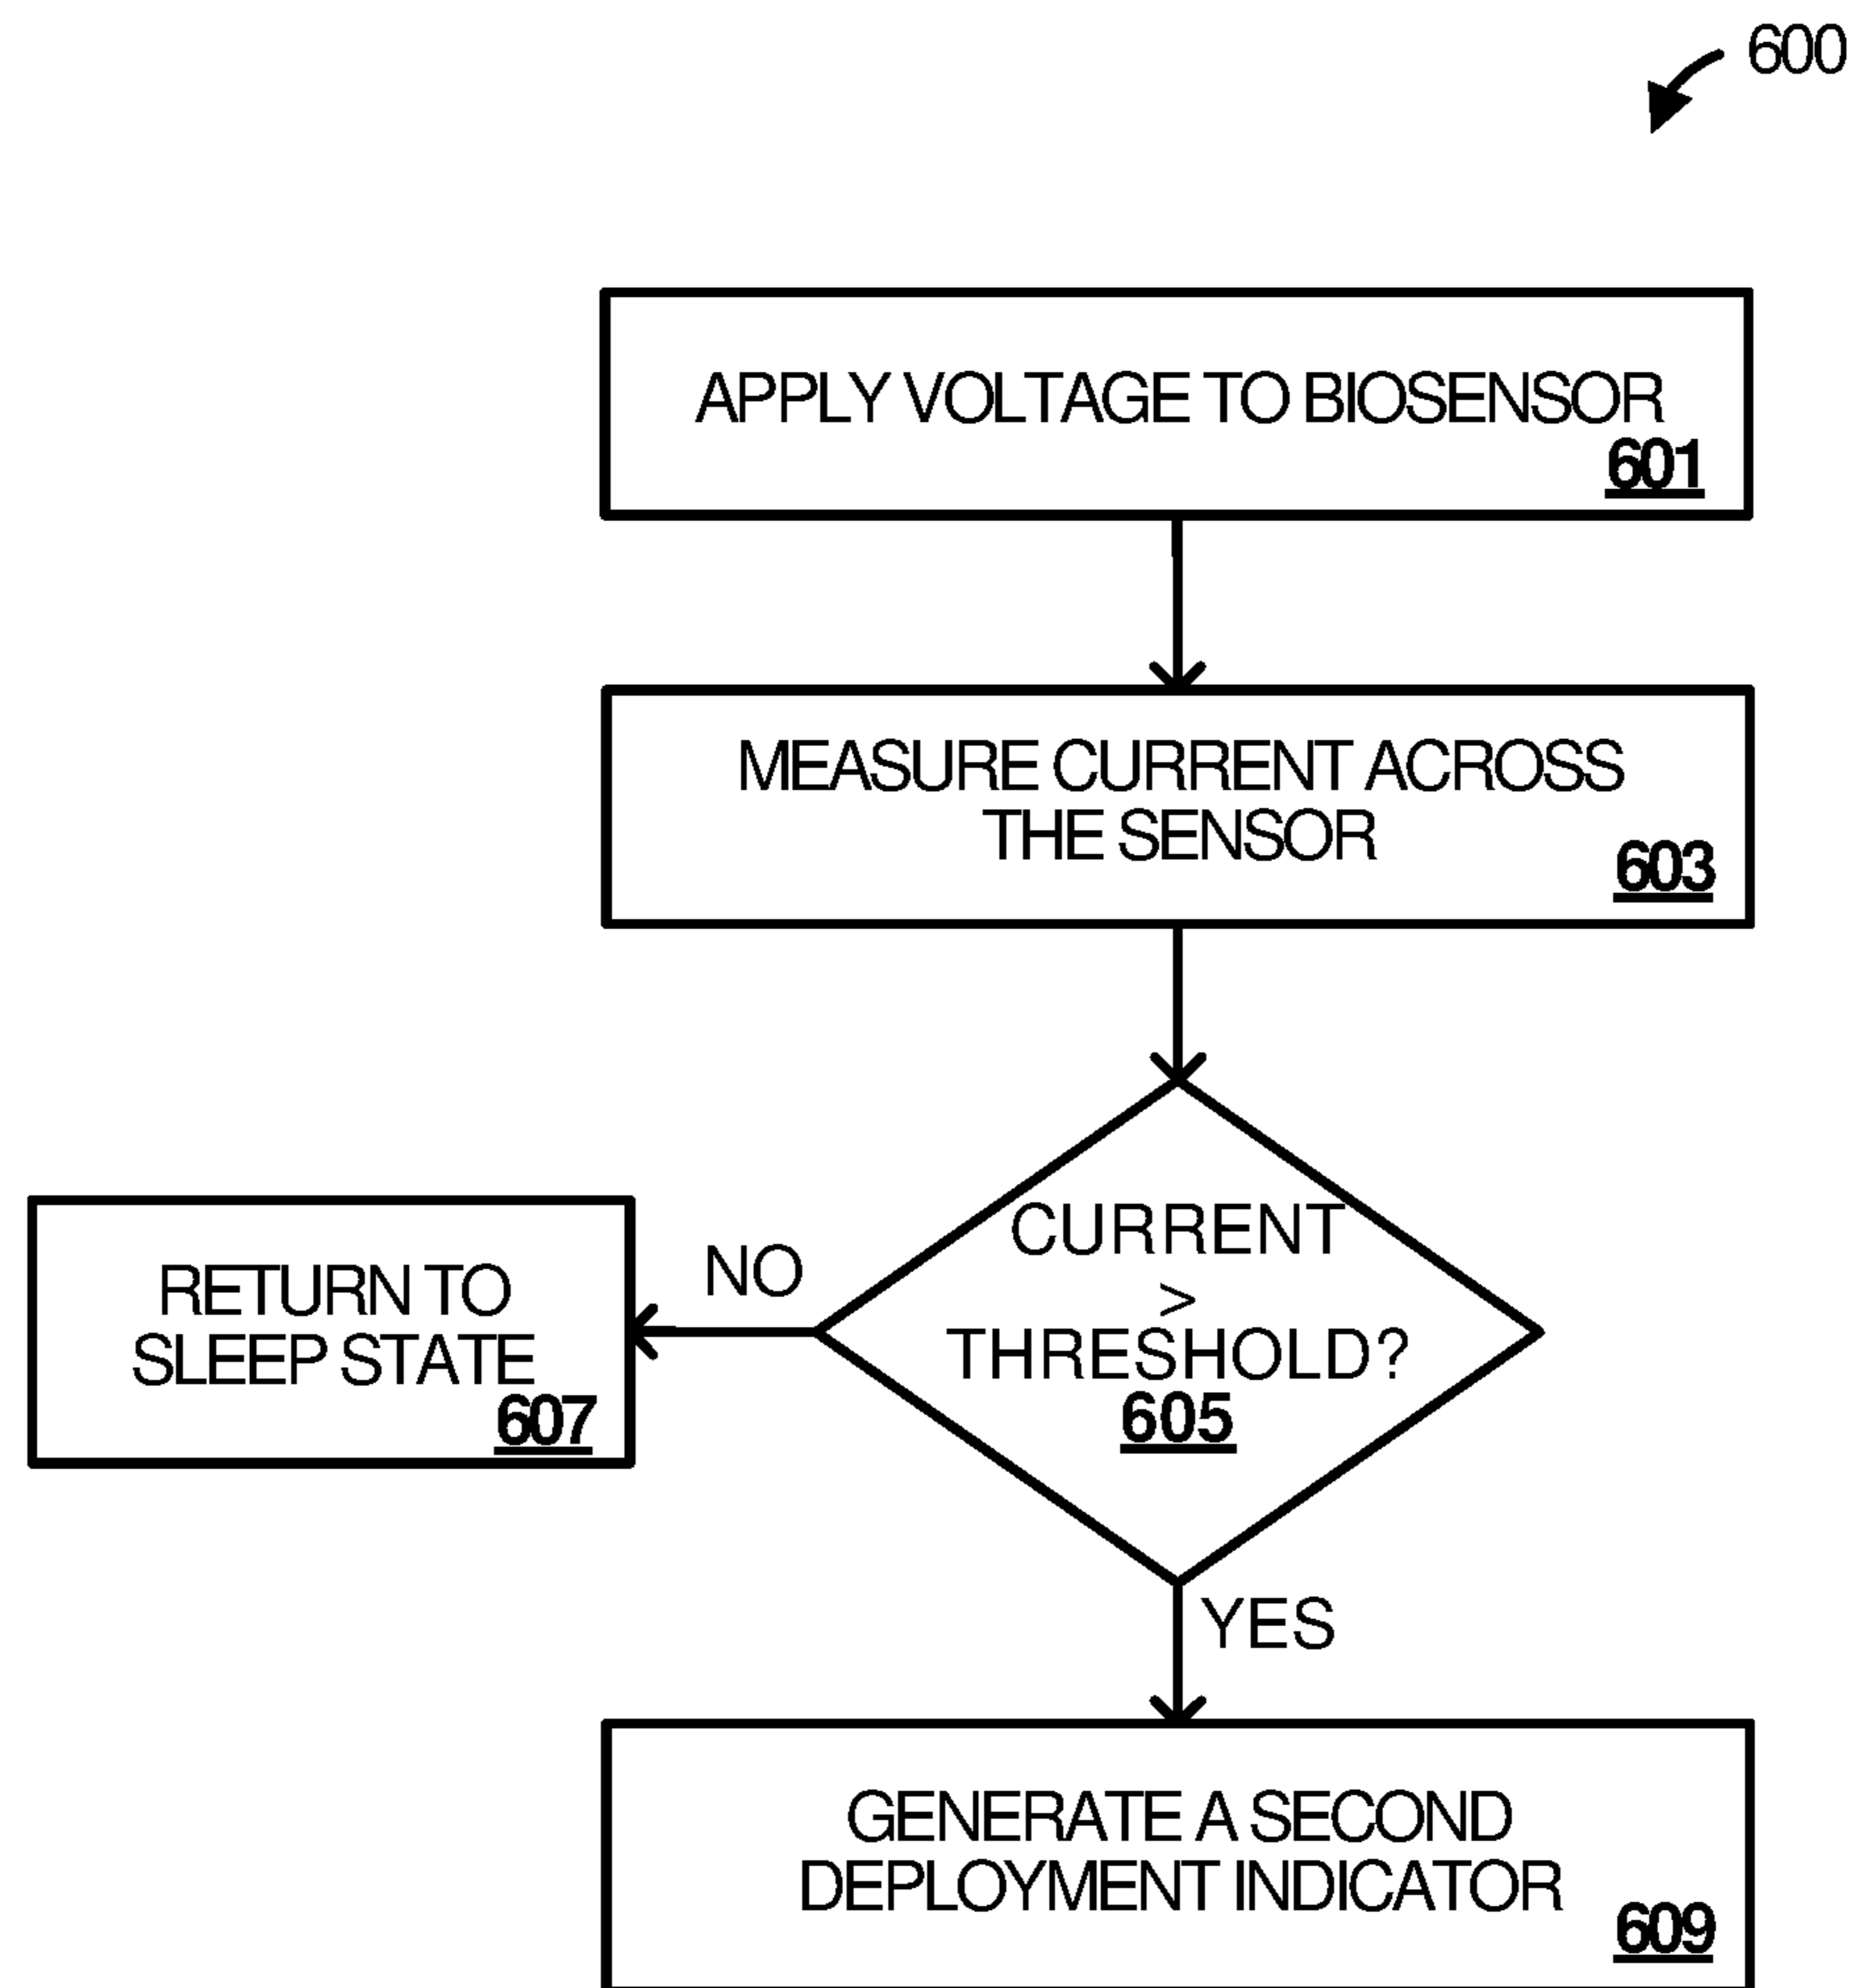 600
APPLY VOLTAGE TO BIOSENSOR
601
MEASURE CURRENT ACROSS
THE SENSOR
603
CURRENT
>
THRESHOLD?
605
NO
RETURN TO
SLEEP STATE
607
YES
GENERATE A SECOND
DEPLOYMENT INDICATOR
609